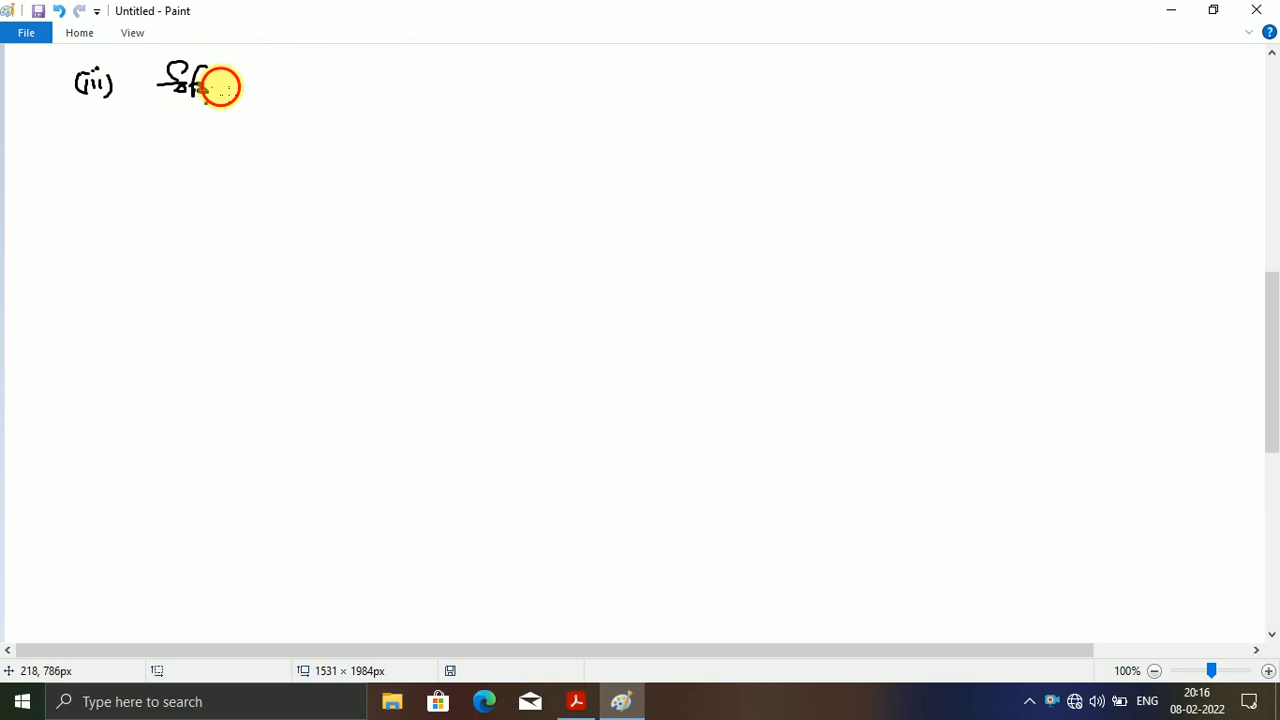 Untitled - Paint
File Home View
(iii)
218, 786px 1531 × 1984px 100%
Type here to search ENG 20:16
08-02-2022